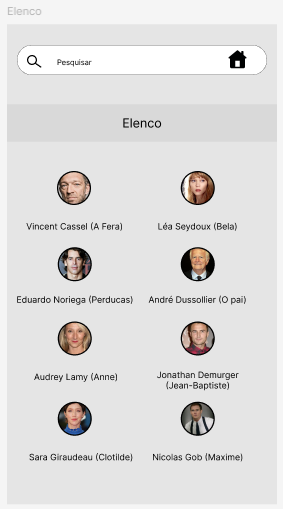 Elenco
Pesquisar
Elenco
Vincent Cassel (A Fera)
Léa Seydoux (Bela)
Eduardo Noriega (Perducas)
André Dussollier (O pai)
Audrey Lamy (Anne)
Jonathan Demurger
(Jean-Baptiste)
Sara Giraudeau (Clotilde)
Nicolas Gob (Maxime)